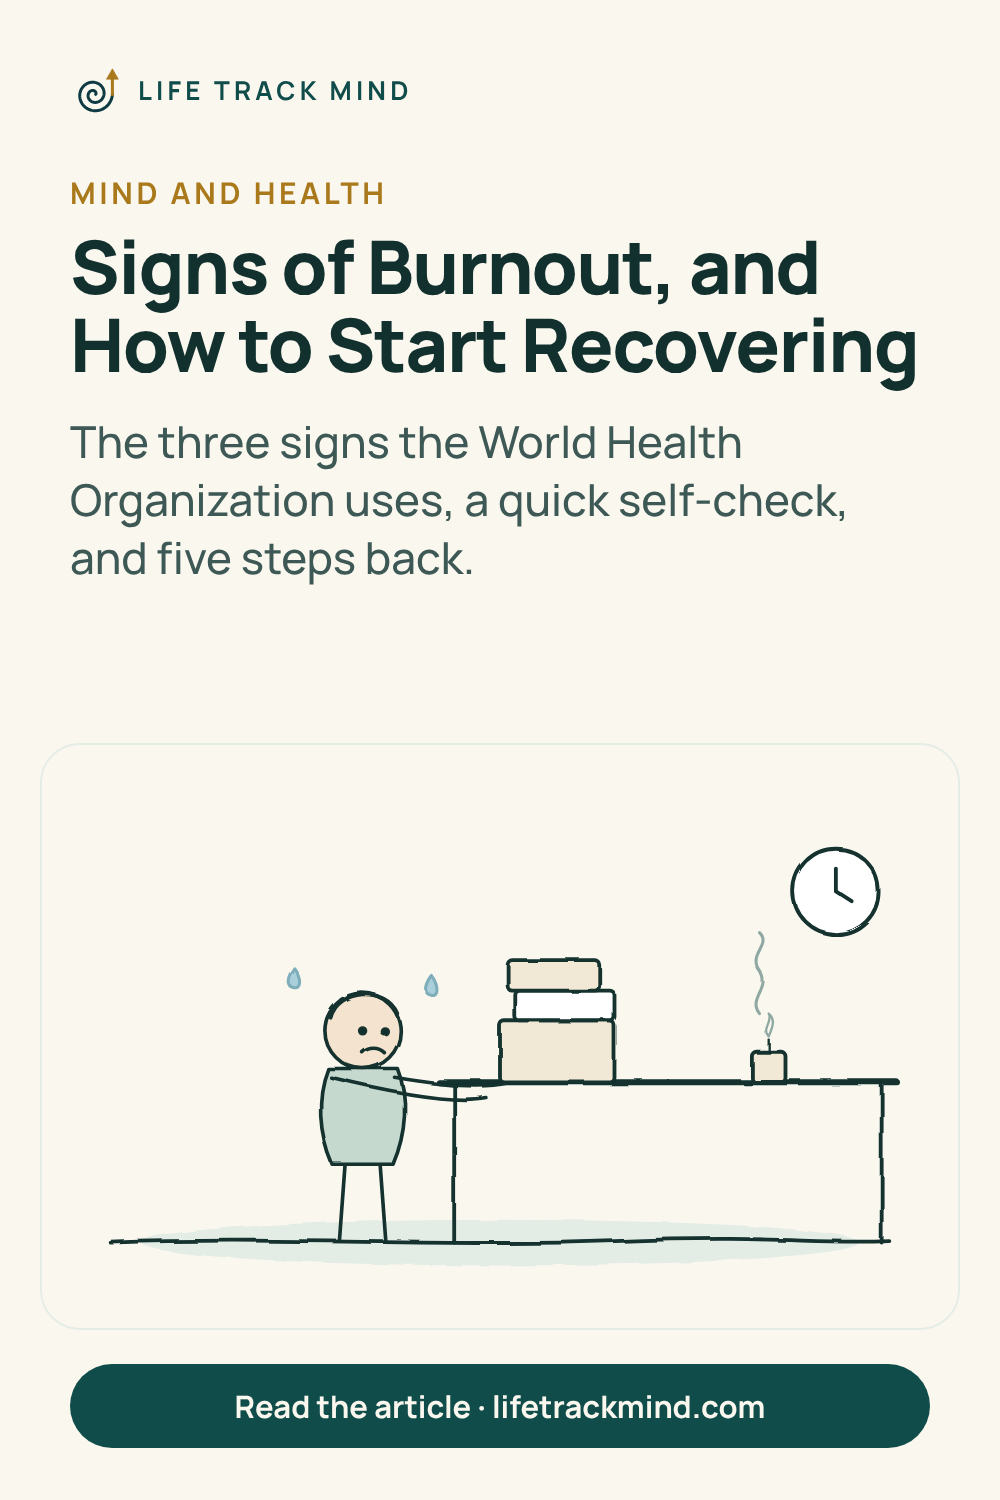 LIFE TRACK MIND
MIND AND HEALTH
Signs of Burnout, and
How to Start Recovering
The three signs the World Health
Organization uses, a quick self-check,
and five steps back.
Read the article · lifetrackmind.com